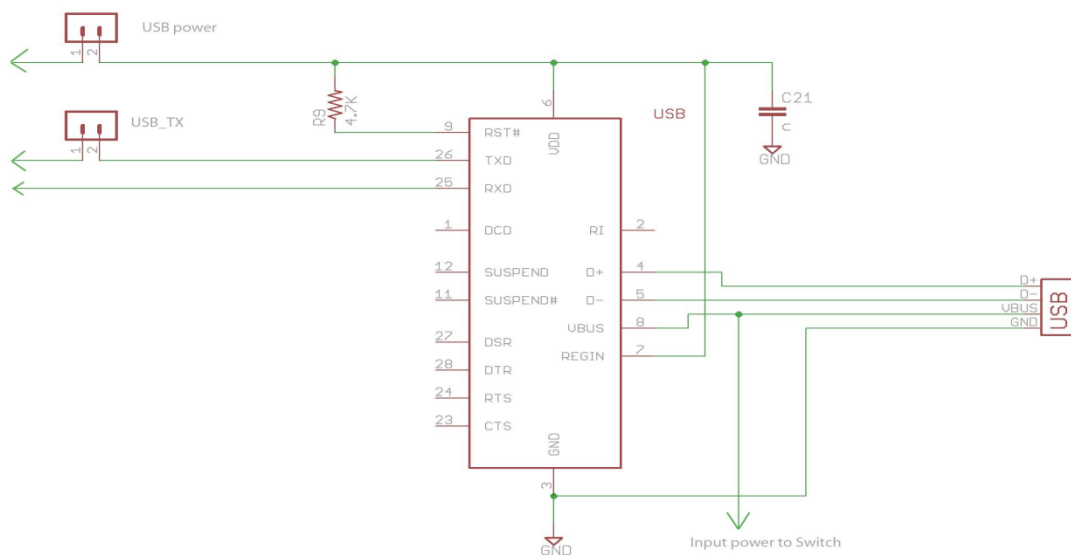 USB power
1 2
USB_TX
1 2
R9
4.7K
C21
c
GND
USB
6
VDD
9 RST#
26 TXD
25 RXD
1 DCD
RI 2
12 SUSPEND
D+ 4
11 SUSPEND#
D- 5
VBUS 8
27 DSR
REGIN 7
28 DTR
24 RTS
23 CTS
GND
3
GND
D+
D-
VBUS
GND
USB
Input power to Switch